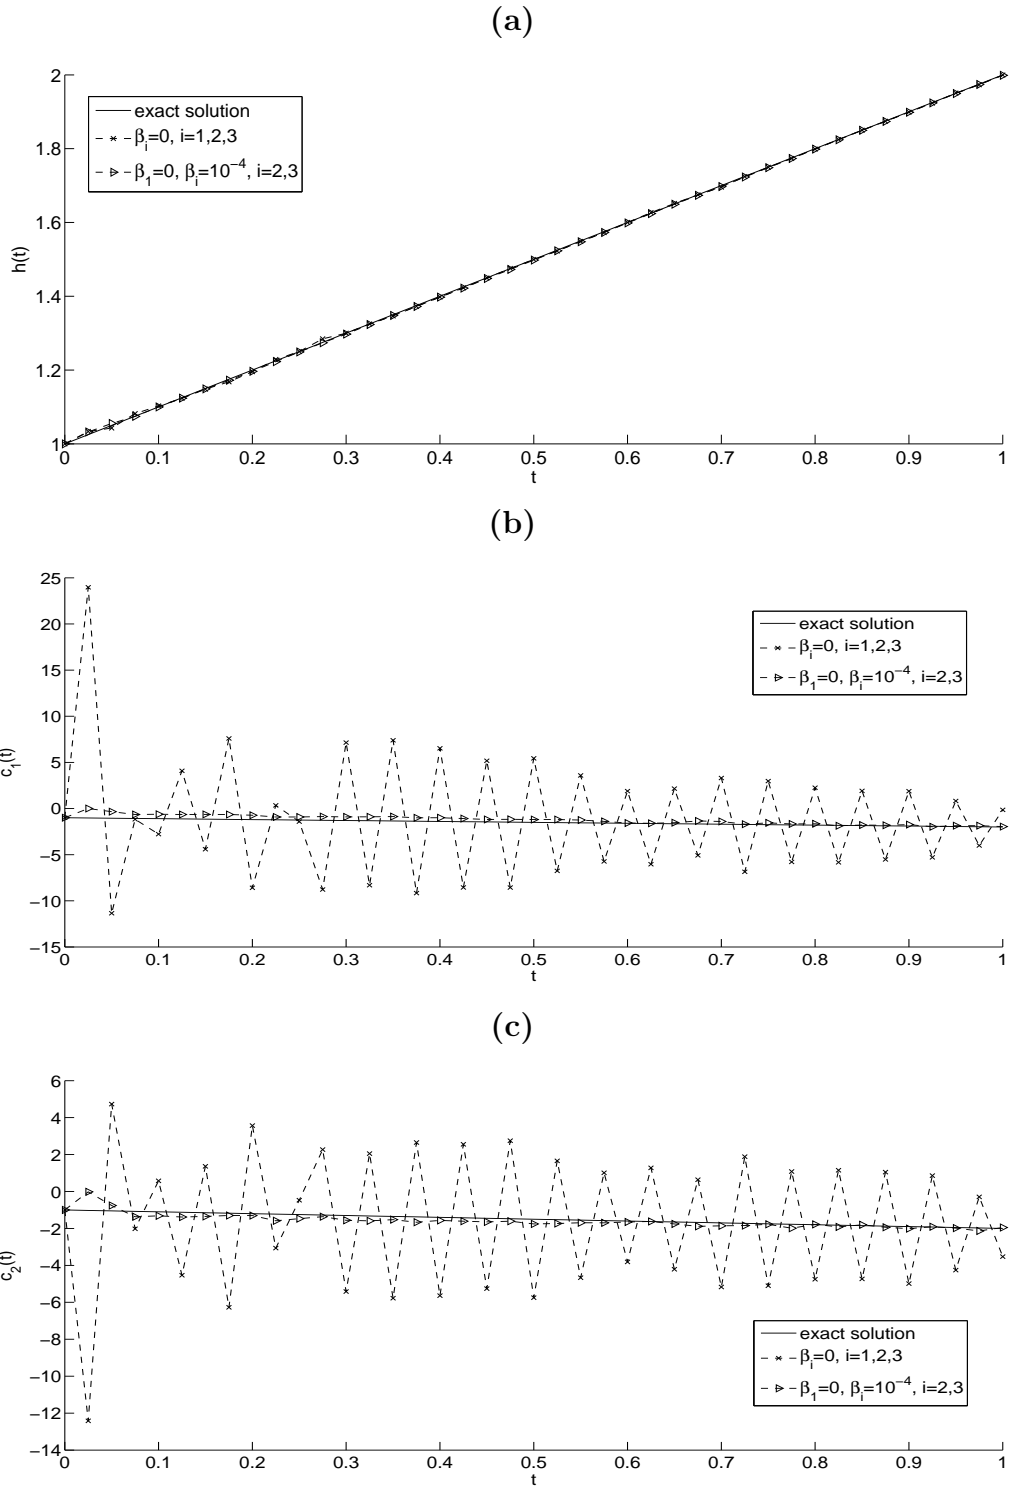 (a)
2
1.8
1.6
1.4
1.2
1
h(t)
exact solution
β_i=0, i=1,2,3
β_1=0, β_i=10^−4, i=2,3
0 0.1 0.2 0.3 0.4 0.5 0.6 0.7 0.8 0.9 1
t
(b)
25
20
15
10
5
0
−5
−10
−15
c_1(t)
exact solution
β_i=0, i=1,2,3
β_1=0, β_i=10^−4, i=2,3
0 0.1 0.2 0.3 0.4 0.5 0.6 0.7 0.8 0.9 1
t
(c)
6
4
2
0
−2
−4
−6
−8
−10
−12
−14
c_2(t)
exact solution
β_i=0, i=1,2,3
β_1=0, β_i=10^−4, i=2,3
0 0.1 0.2 0.3 0.4 0.5 0.6 0.7 0.8 0.9 1
t